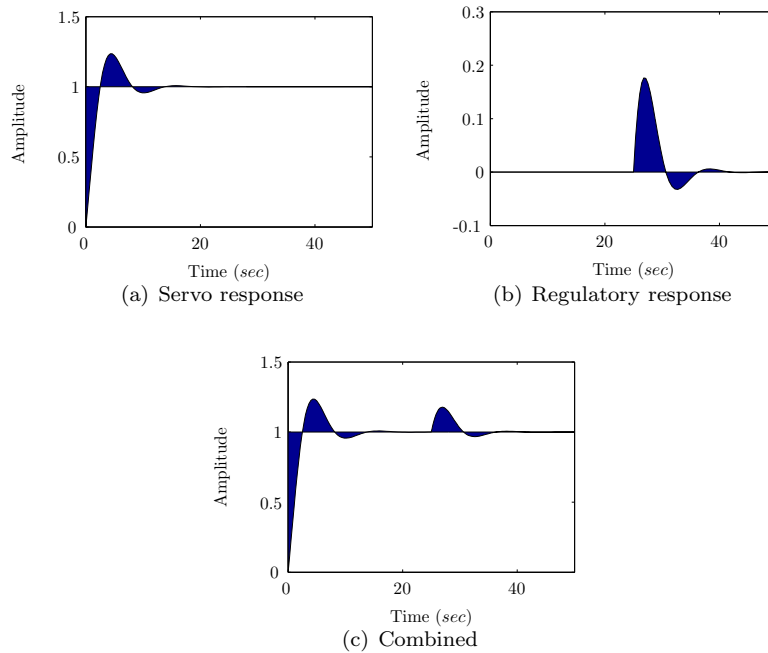 1.5
1
0.5
0
0 20 40
Amplitude
Time (sec)
(a) Servo response
0.3
0.2
0.1
0
-0.1
0 20 40
Amplitude
Time (sec)
(b) Regulatory response
1.5
1
0.5
0
0 20 40
Amplitude
Time (sec)
(c) Combined